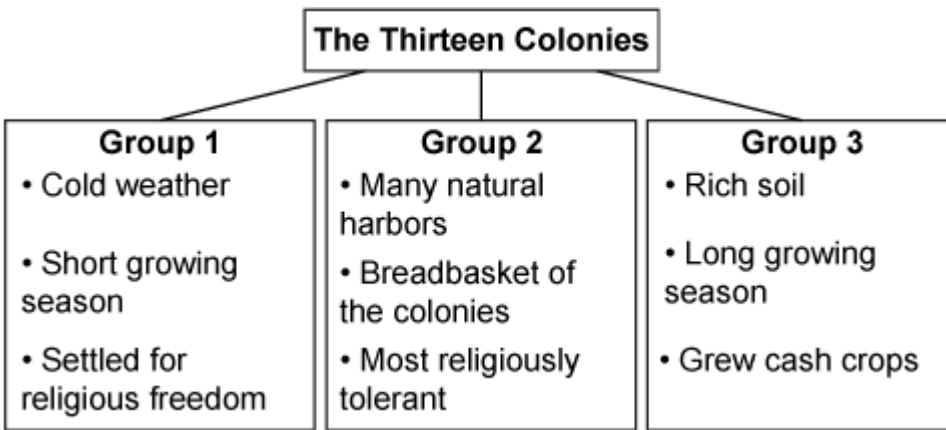 The Thirteen Colonies
Group 1
• Cold weather
• Short growing
season
• Settled for
religious freedom
Group 2
• Many natural
harbors
• Breadbasket of
the colonies
• Most religiously
tolerant
Group 3
• Rich soil
• Long growing
season
• Grew cash crops